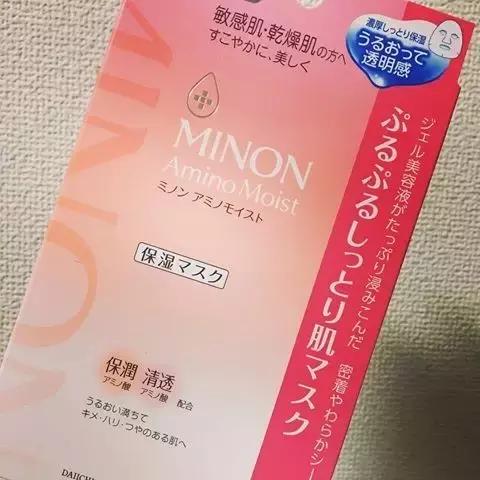 敏感肌・乾燥肌の方へ
すこやかに、美しく
濃厚しっとり保湿
うるおって
透明感
MINON
Amino Moist
ミノン アミノモイスト
保湿マスク
ジェル美容液がたっぷり浸みこんだ 密着やわらかシー
ぷるぷるしっとり肌マスク
保潤 清透
アミノ酸 アミノ酸 配合
うるおい満ちて
キメ・ハリ・つやのある肌へ
MINON
DAIICH